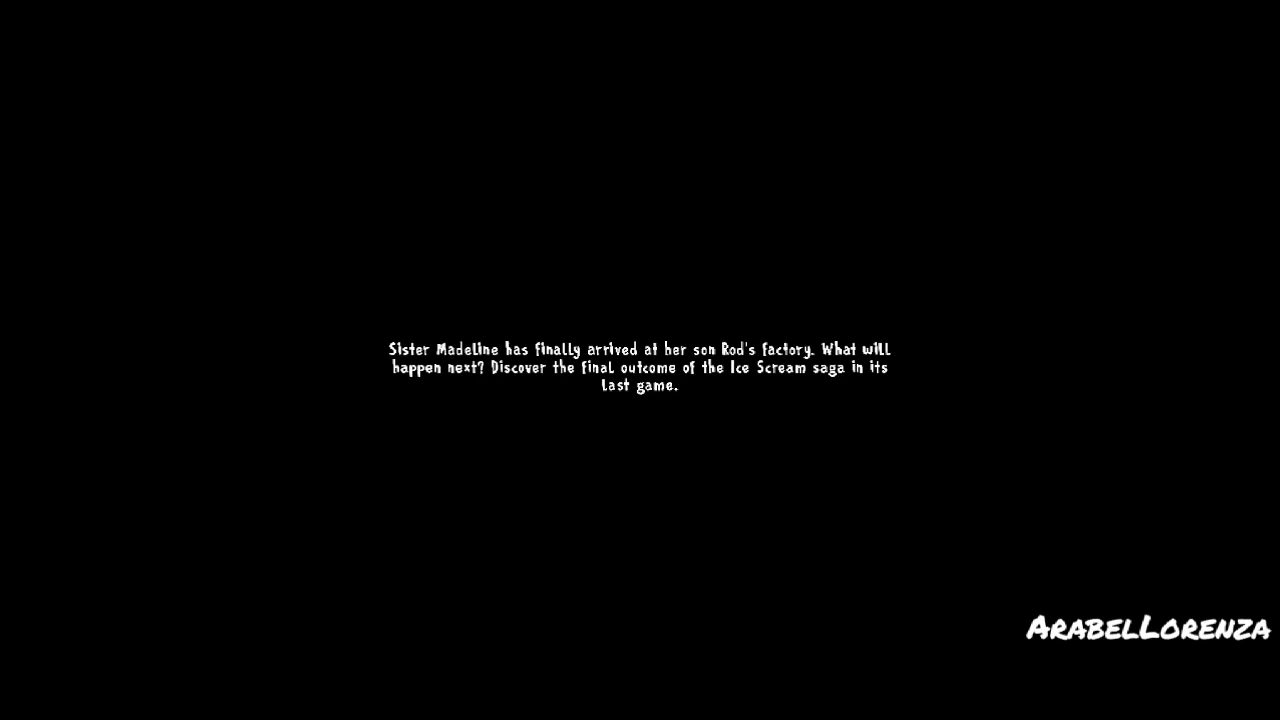 Sister Madeline has finally arrived at her son Rod's factory. What will
happen next? Discover the final outcome of the Ice Scream saga in its
last game.
ArabelLorenza